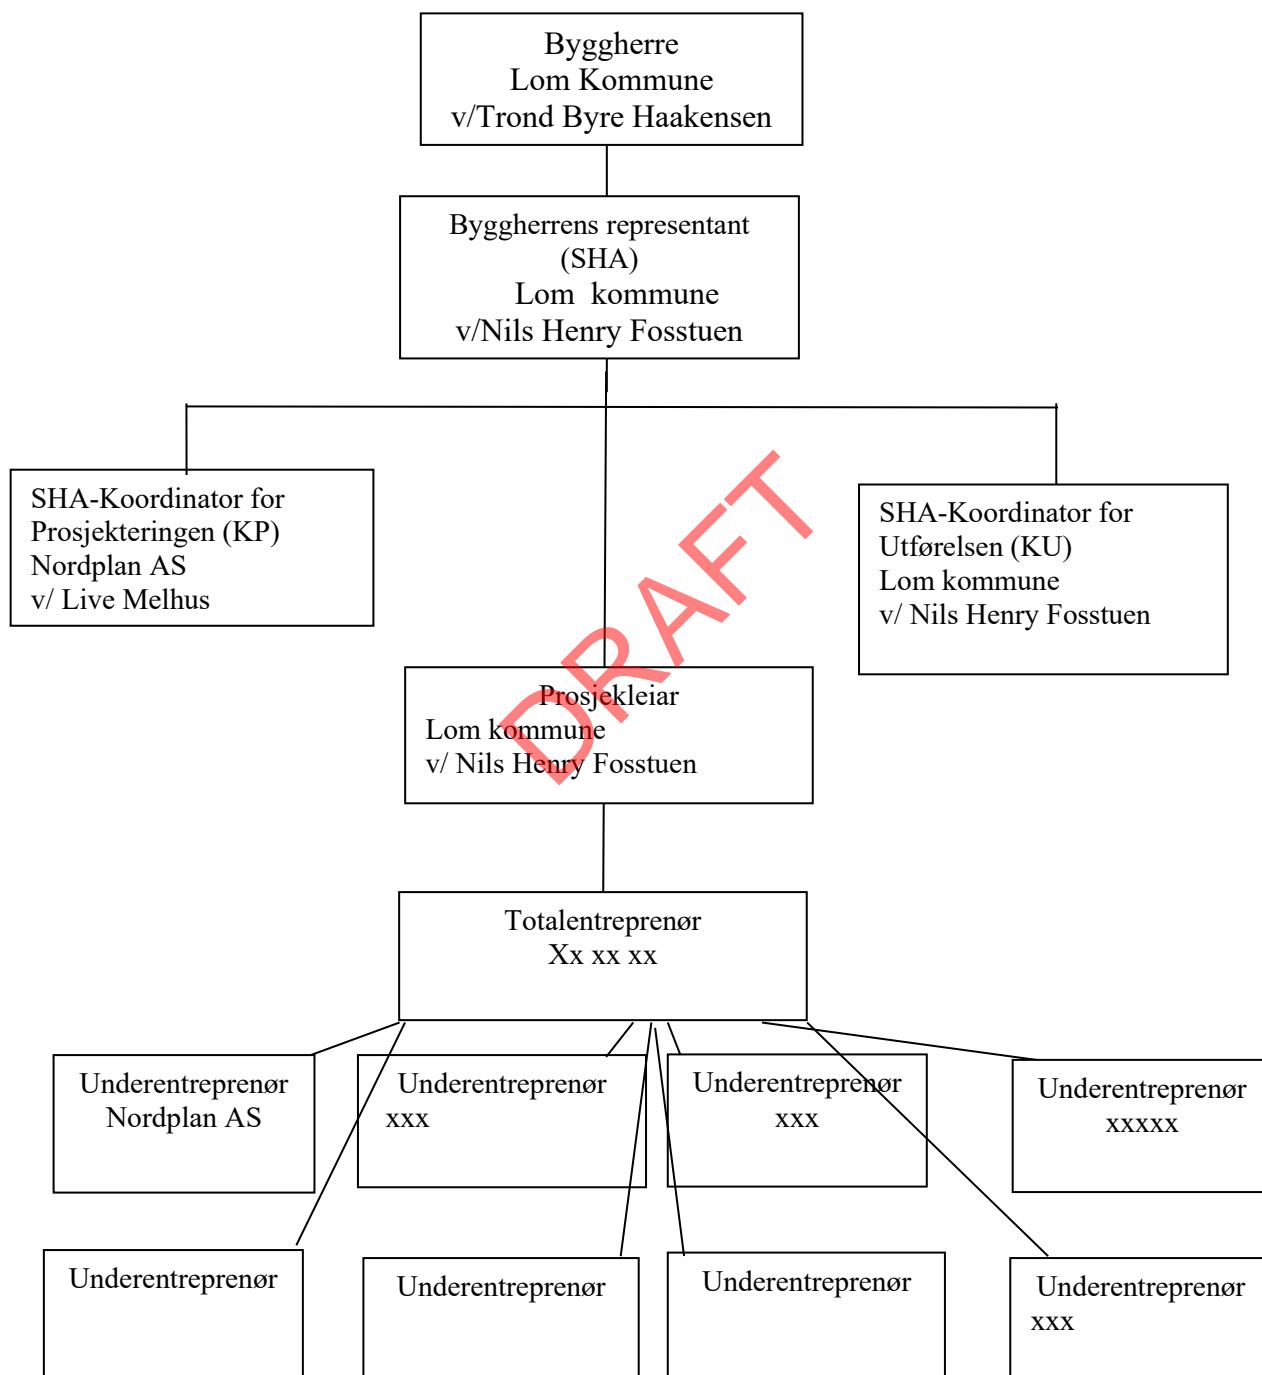 Byggherre
Lom Kommune
v/Trond Byre Haakensen
Byggherrens representant
(SHA)
Lom kommune
v/Nils Henry Fosstuen
SHA-Koordinator for
Prosjekteringen (KP)
Nordplan AS
v/ Live Melhus
SHA-Koordinator for
Utførelsen (KU)
Lom kommune
v/ Nils Henry Fosstuen
Prosjekleiar
Lom kommune
v/ Nils Henry Fosstuen
DRAFT
Totalentreprenør
Xx xx xx
Underentreprenør
Nordplan AS
Underentreprenør
xxx
Underentreprenør
xxx
Underentreprenør
xxxxx
Underentreprenør
Underentreprenør
Underentreprenør
Underentreprenør
xxx